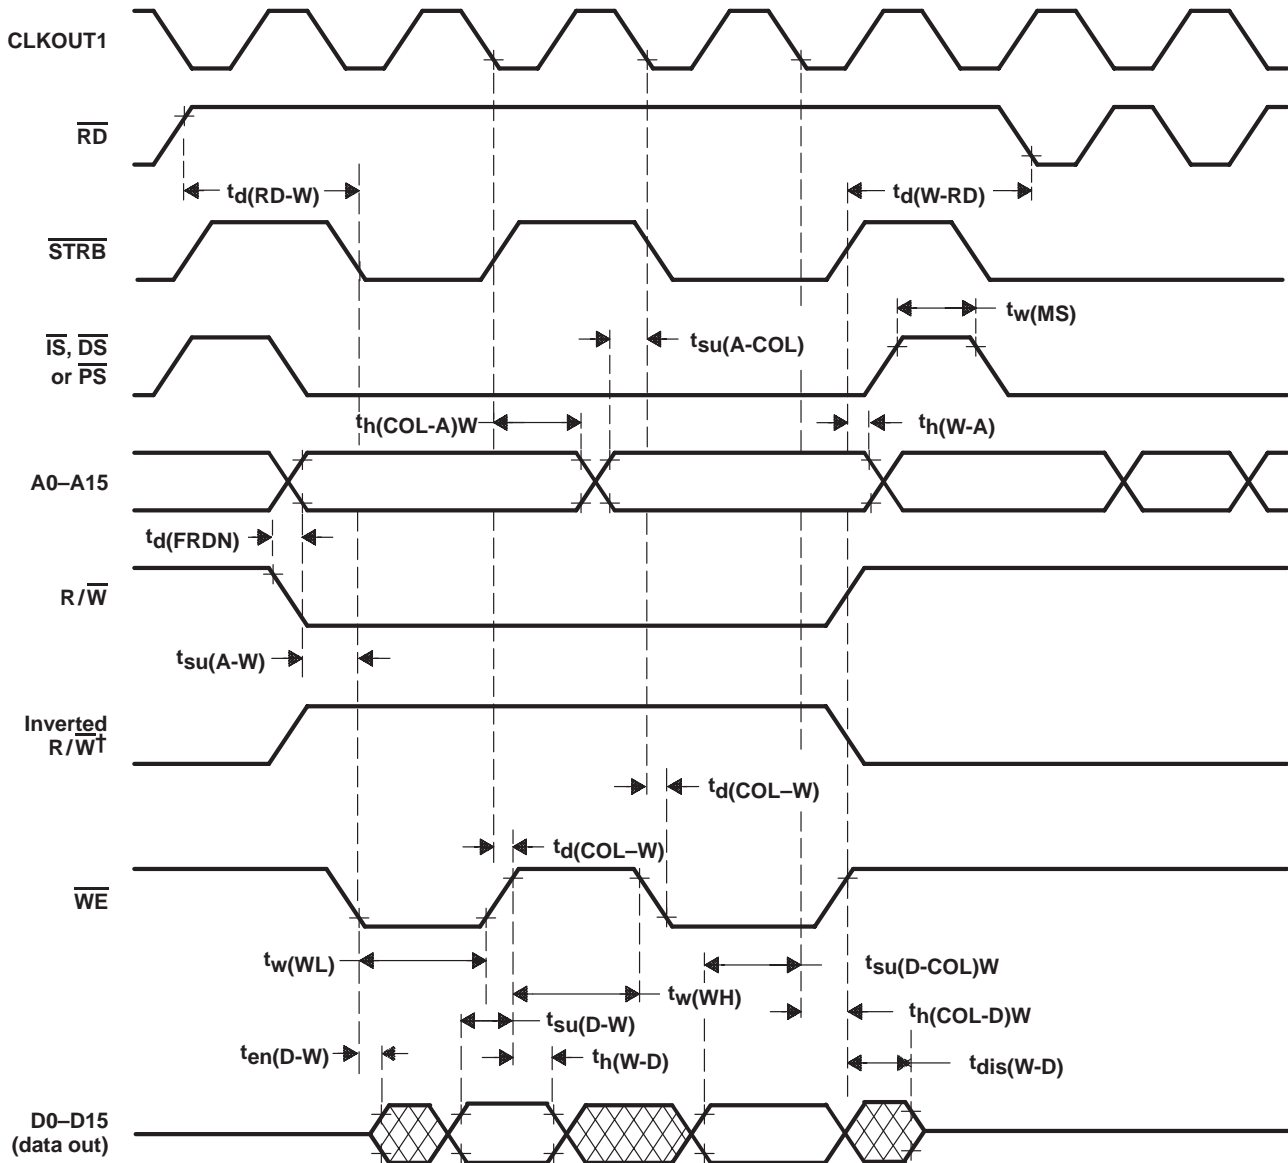 CLKOUT1
RD
td(RD-W)
td(W-RD)
STRB
tw(MS)
IS, DS
or PS
tsu(A-COL)
th(COL-A)W
th(W-A)
A0–A15
td(FRDN)
R/W
tsu(A-W)
Inverted
R/W†
td(COL–W)
td(COL–W)
WE
tw(WL)
tsu(D-COL)W
tw(WH)
th(COL-D)W
tsu(D-W)
ten(D-W)
th(W-D)
tdis(W-D)
D0–D15
(data out)